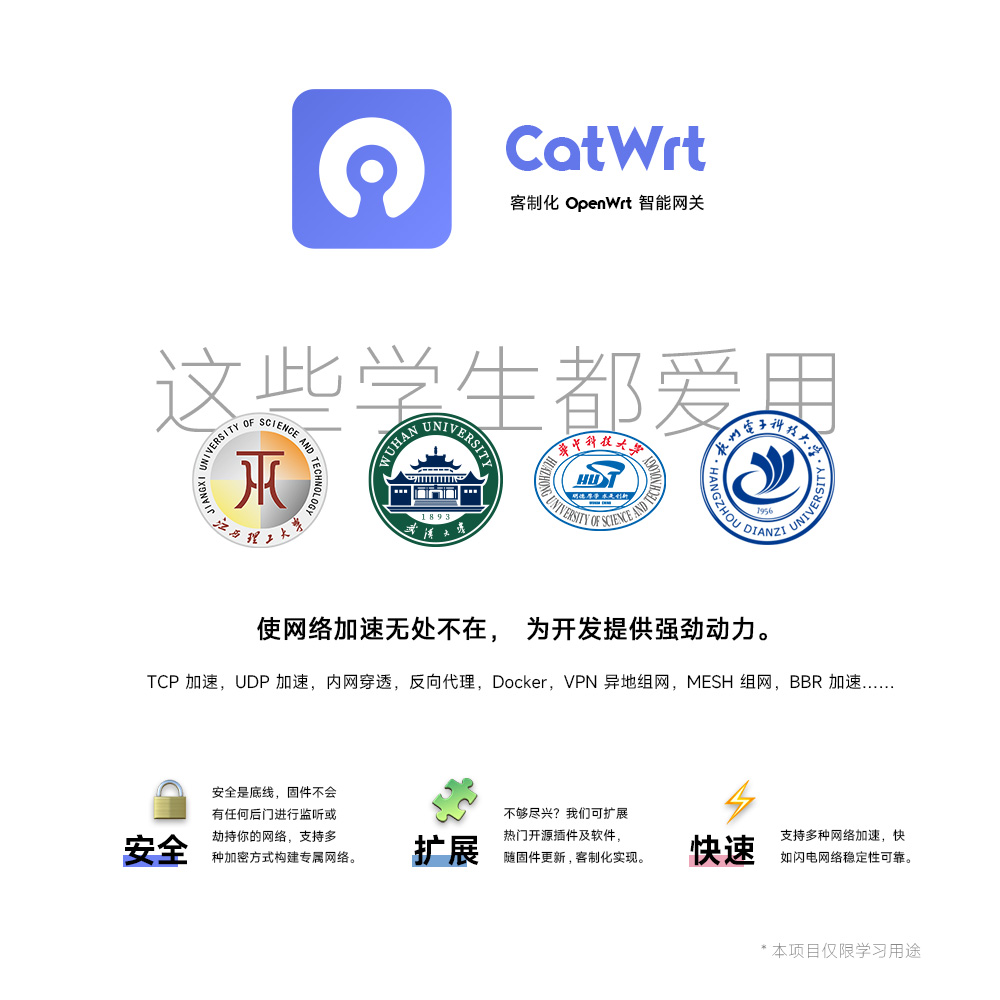 CatWrt
客制化 OpenWrt 智能网关
这些学生都爱用
JIANGXI UNIVERSITY OF SCIENCE AND TECHNOLOGY
江西理工大学
WUHAN UNIVERSITY
1893
武汉大学
華中科技大学
HUST
明德 厚学 求是 创新
HUAZHONG UNIVERSITY OF SCIENCE AND TECHNOLOGY
杭州電子科技大学
1956
HANGZHOU DIANZI UNIVERSITY
使网络加速无处不在， 为开发提供强劲动力。
TCP 加速，UDP 加速，内网穿透，反向代理，Docker，VPN 异地组网，MESH 组网，BBR 加速……
安全
安全是底线，固件不会
有任何后门进行监听或
劫持你的网络，支持多
种加密方式构建专属网络。
扩展
不够尽兴？我们可扩展
热门开源插件及软件，
随固件更新，客制化实现。
快速
支持多种网络加速，快
如闪电网络稳定性可靠。
* 本项目仅限学习用途